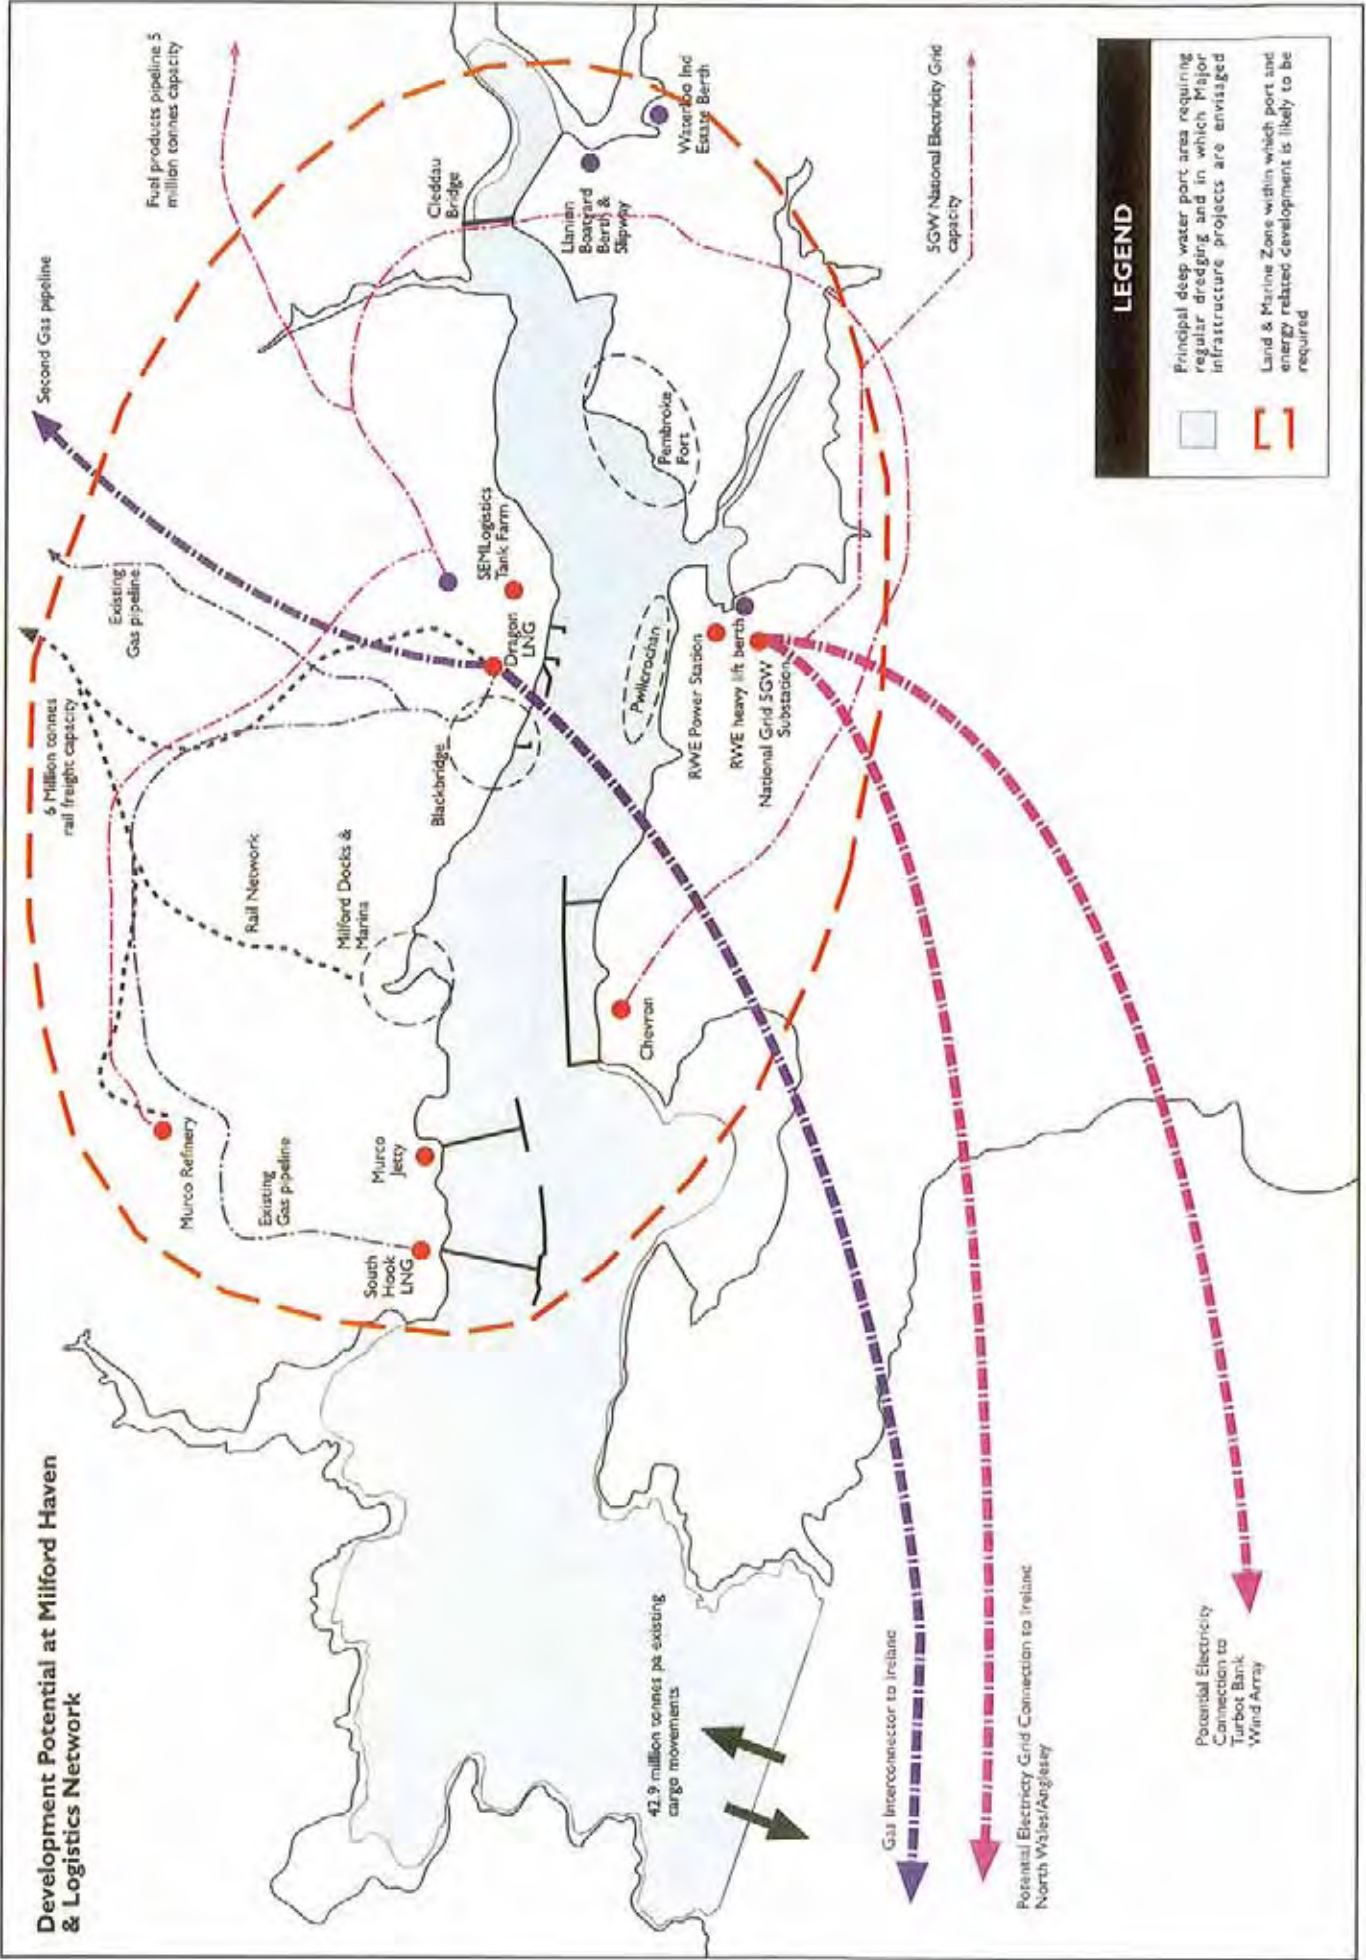 Development Potential at Milford Haven
& Logistics Network
Second Gas pipeline
Fuel products pipeline 5
million tonnes capacity
6 Million tonnes
rail freight capacity
Existing
Gas pipeline
Rail Network
Murco Refinery
Existing
Gas pipeline
Milford Docks &
Marina
Blackbridge
South
Hook
LNG
Murco
Jetty
Dragon
LNG
SEMLogistics
Tank Farm
Cleddau
Bridge
Llanion
Boatyard
Berth &
Slipway
Waterloo Ind
Estate Berth
Pembroke
Port
Pwllcrochan
Chevron
RWE Power Station
RWE heavy lift berth
National Grid 5GW
Substation
5GW National Electricity Grid
capacity
42.9 million tonnes pa existing
cargo movements
Gas Interconnector to Ireland
Potential Electricty Grid Connection to Ireland
North Wales/Anglesey
Potential Electricity
Connection to
Turbot Bank
Wind Array
LEGEND
Principal deep water port area requiring
regular dredging and in which Major
infrastructure projects are envisaged
Land & Marine Zone within which port and
energy related development is likely to be
required